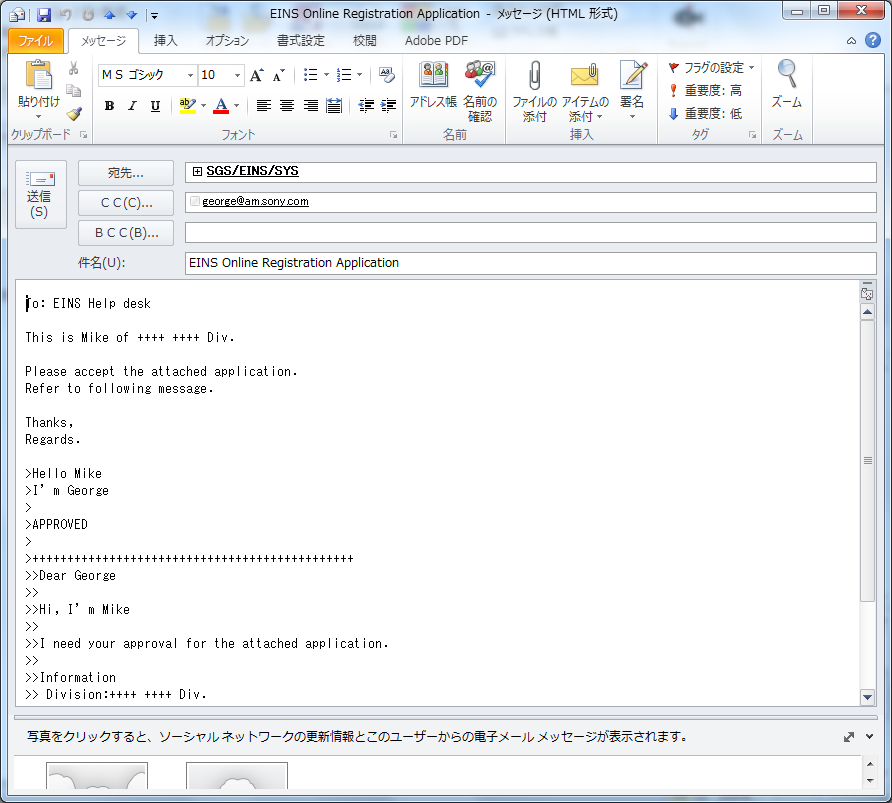 EINS Online Registration Application - メッセージ (HTML 形式)
ファイル メッセージ 挿入 オプション 書式設定 校閲 Adobe PDF
貼り付け
クリップボード
ＭＳ ゴシック 10
B I U
フォント
アドレス帳 名前の確認
名前
ファイルの添付 アイテムの添付 署名
挿入
フラグの設定
重要度: 高
重要度: 低
タグ
ズーム
ズーム
送信(S)
宛先... SGS/EINS/SYS
ＣＣ(C)... george@am.sony.com
ＢＣＣ(B)...
件名(U): EINS Online Registration Application
To: EINS Help desk
This is Mike of ++++ ++++ Div.
Please accept the attached application.
Refer to following message.
Thanks,
Regards.
>Hello Mike
>I’m George
>
>APPROVED
>
>++++++++++++++++++++++++++++++++++++++++++++++
>>Dear George
>>
>>Hi, I’m Mike
>>
>>I need your approval for the attached application.
>>
>>Information
>> Division:++++ ++++ Div.
写真をクリックすると、ソーシャル ネットワークの更新情報とこのユーザーからの電子メール メッセージが表示されます。